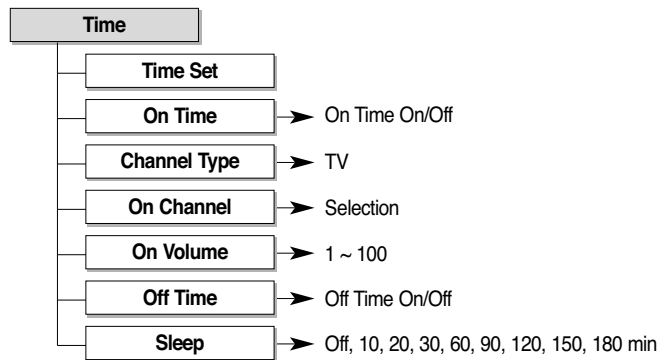 Time
Time Set
On Time On Time On/Off
Channel Type TV
On Channel Selection
On Volume 1 ~ 100
Off Time Off Time On/Off
Sleep Off, 10, 20, 30, 60, 90, 120, 150, 180 min